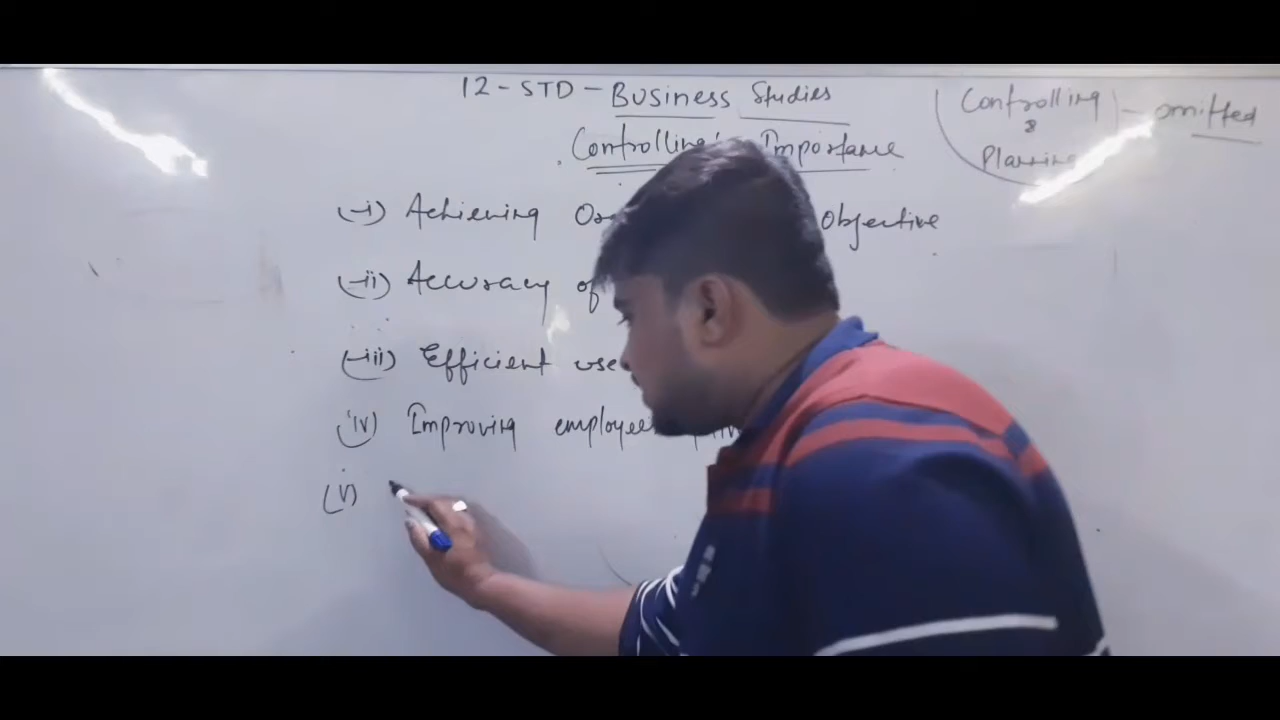 12-STD-Business Studies
Controlling: Importance
Controlling
&
Planning
- omitted
(i) Achieving Objective
(ii) Accuracy of
(iii) Efficient use
(iv) Improving employee
(v)